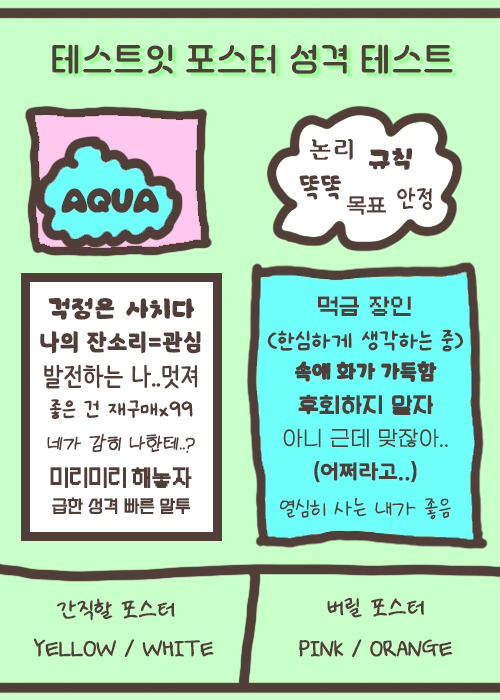 테스트잇 포스터 성격 테스트
AQUA
논리 규칙
똑똑 목표 안정
걱정은 사치다
나의 잔소리=관심
발전하는 나..멋져
좋은 건 재구매x99
네가 감히 나한테..?
미리미리 해놓자
급한 성격 빠른 말투
먹금 장인
(한심하게 생각하는 중)
속에 화가 가득함
후회하지 말자
아니 근데 맞잖아..
(어쩌라고..)
열심히 사는 내가 좋음
간직할 포스터
YELLOW / WHITE
버릴 포스터
PINK / ORANGE